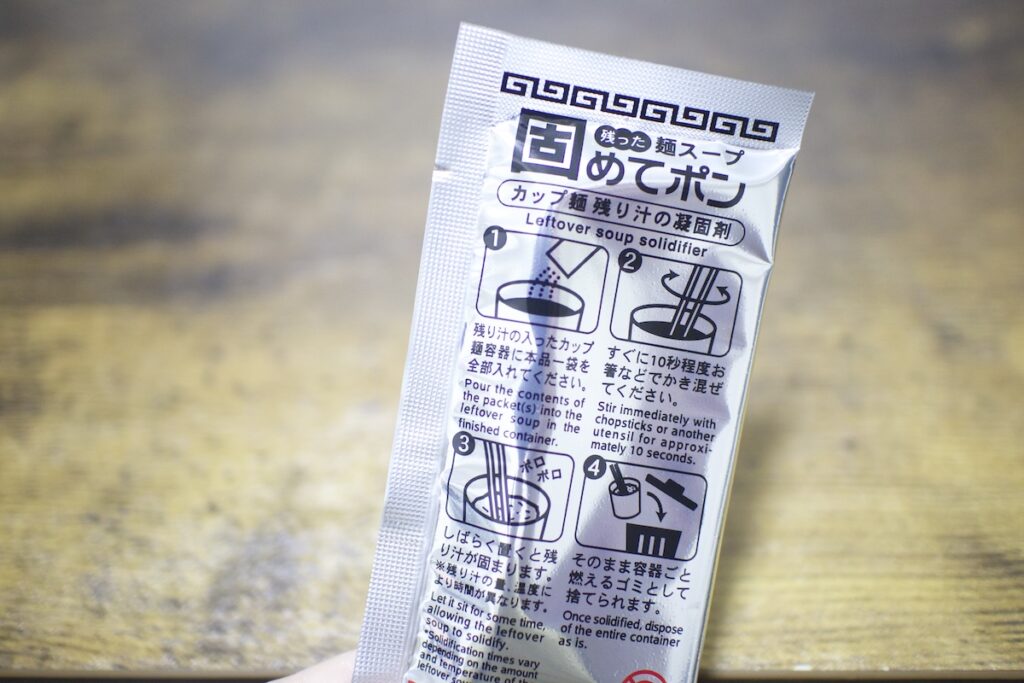 残った 麺スープ
固めてポン
カップ麺 残り汁の凝固剤
Leftover soup solidifier
1
残り汁の入ったカップ
麺容器に本品一袋を
全部入れてください。
Pour the contents of
the packet(s) into the
leftover soup in the
finished container.
2
すぐに10秒程度お
箸などでかき混ぜ
てください。
Stir immediately with
chopsticks or another
utensil for approxi-
mately 10 seconds.
3
ポロ
ポロ
しばらく置くと残
り汁が固まります。
※残り汁の量、温度に
より時間が異なります。
Let it sit for some time,
allowing the leftover
soup to solidify.
*Solidification times vary
depending on the amount
and temperature of the
leftover
4
そのまま容器ごと
燃えるゴミとして
捨てられます。
Once solidified, dispose
of the entire container
as is.